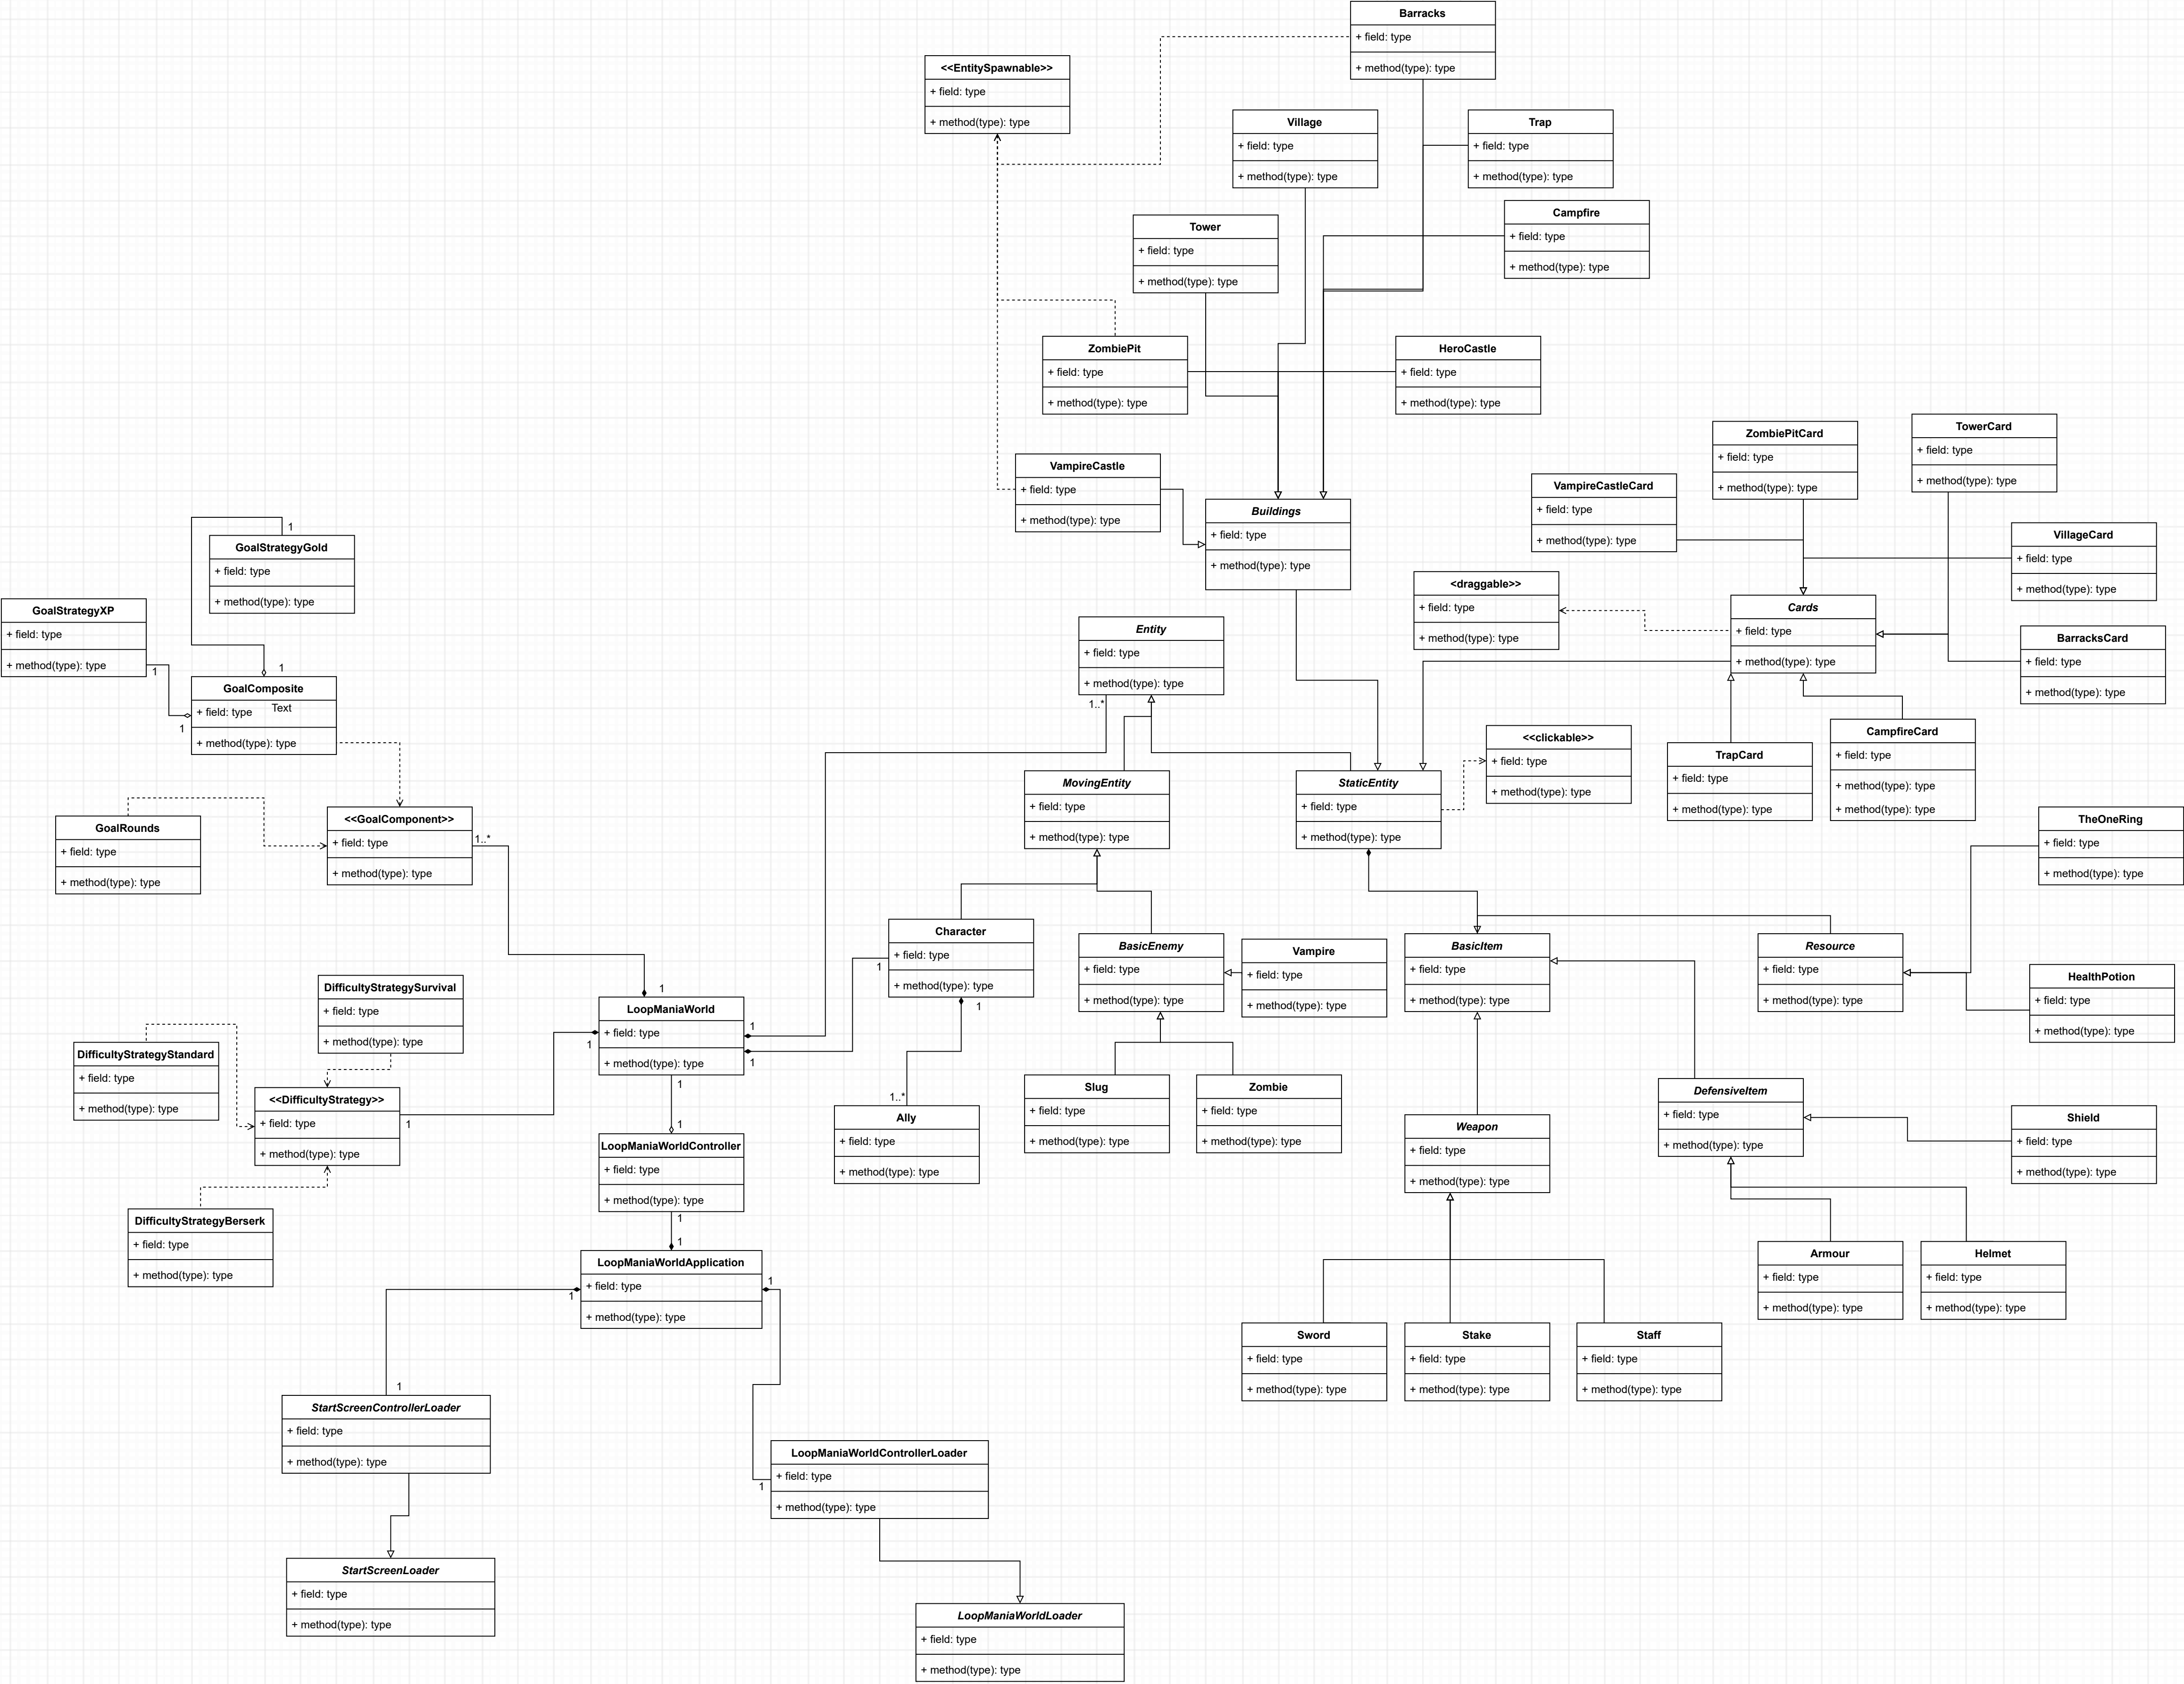 Barracks
+ field: type
+ method(type): type
<<EntitySpawnable>>
+ field: type
+ method(type): type
Village
+ field: type
+ method(type): type
Trap
+ field: type
+ method(type): type
Campfire
+ field: type
+ method(type): type
Tower
+ field: type
+ method(type): type
ZombiePit
+ field: type
+ method(type): type
HeroCastle
+ field: type
+ method(type): type
VampireCastle
+ field: type
+ method(type): type
Buildings
+ field: type
+ method(type): type
ZombiePitCard
+ field: type
+ method(type): type
TowerCard
+ field: type
+ method(type): type
VampireCastleCard
+ field: type
+ method(type): type
VillageCard
+ field: type
+ method(type): type
<draggable>>
+ field: type
+ method(type): type
Cards
+ field: type
+ method(type): type
BarracksCard
+ field: type
+ method(type): type
TrapCard
+ field: type
+ method(type): type
CampfireCard
+ field: type
+ method(type): type
+ method(type): type
1
GoalStrategyGold
+ field: type
+ method(type): type
GoalStrategyXP
+ field: type
+ method(type): type
1
1
1
GoalComposite
+ field: type
Text
+ method(type): type
GoalRounds
+ field: type
+ method(type): type
<<GoalComponent>>
+ field: type
+ method(type): type
1..*
Entity
+ field: type
+ method(type): type
1..*
MovingEntity
+ field: type
+ method(type): type
StaticEntity
+ field: type
+ method(type): type
<<clickable>>
+ field: type
+ method(type): type
TheOneRing
+ field: type
+ method(type): type
Character
+ field: type
+ method(type): type
1
1
BasicEnemy
+ field: type
+ method(type): type
Vampire
+ field: type
+ method(type): type
BasicItem
+ field: type
+ method(type): type
Resource
+ field: type
+ method(type): type
HealthPotion
+ field: type
+ method(type): type
DifficultyStrategySurvival
+ field: type
+ method(type): type
DifficultyStrategyStandard
+ field: type
+ method(type): type
<<DifficultyStrategy>>
+ field: type
+ method(type): type
1
DifficultyStrategyBerserk
+ field: type
+ method(type): type
1
LoopManiaWorld
+ field: type
+ method(type): type
1
1
1
1
1
LoopManiaWorldController
+ field: type
+ method(type): type
1
1
LoopManiaWorldApplication
+ field: type
+ method(type): type
1
1
1..*
Ally
+ field: type
+ method(type): type
Slug
+ field: type
+ method(type): type
Zombie
+ field: type
+ method(type): type
Weapon
+ field: type
+ method(type): type
DefensiveItem
+ field: type
+ method(type): type
Shield
+ field: type
+ method(type): type
Armour
+ field: type
+ method(type): type
Helmet
+ field: type
+ method(type): type
Sword
+ field: type
+ method(type): type
Stake
+ field: type
+ method(type): type
Staff
+ field: type
+ method(type): type
1
StartScreenControllerLoader
+ field: type
+ method(type): type
LoopManiaWorldControllerLoader
+ field: type
+ method(type): type
1
StartScreenLoader
+ field: type
+ method(type): type
LoopManiaWorldLoader
+ field: type
+ method(type): type